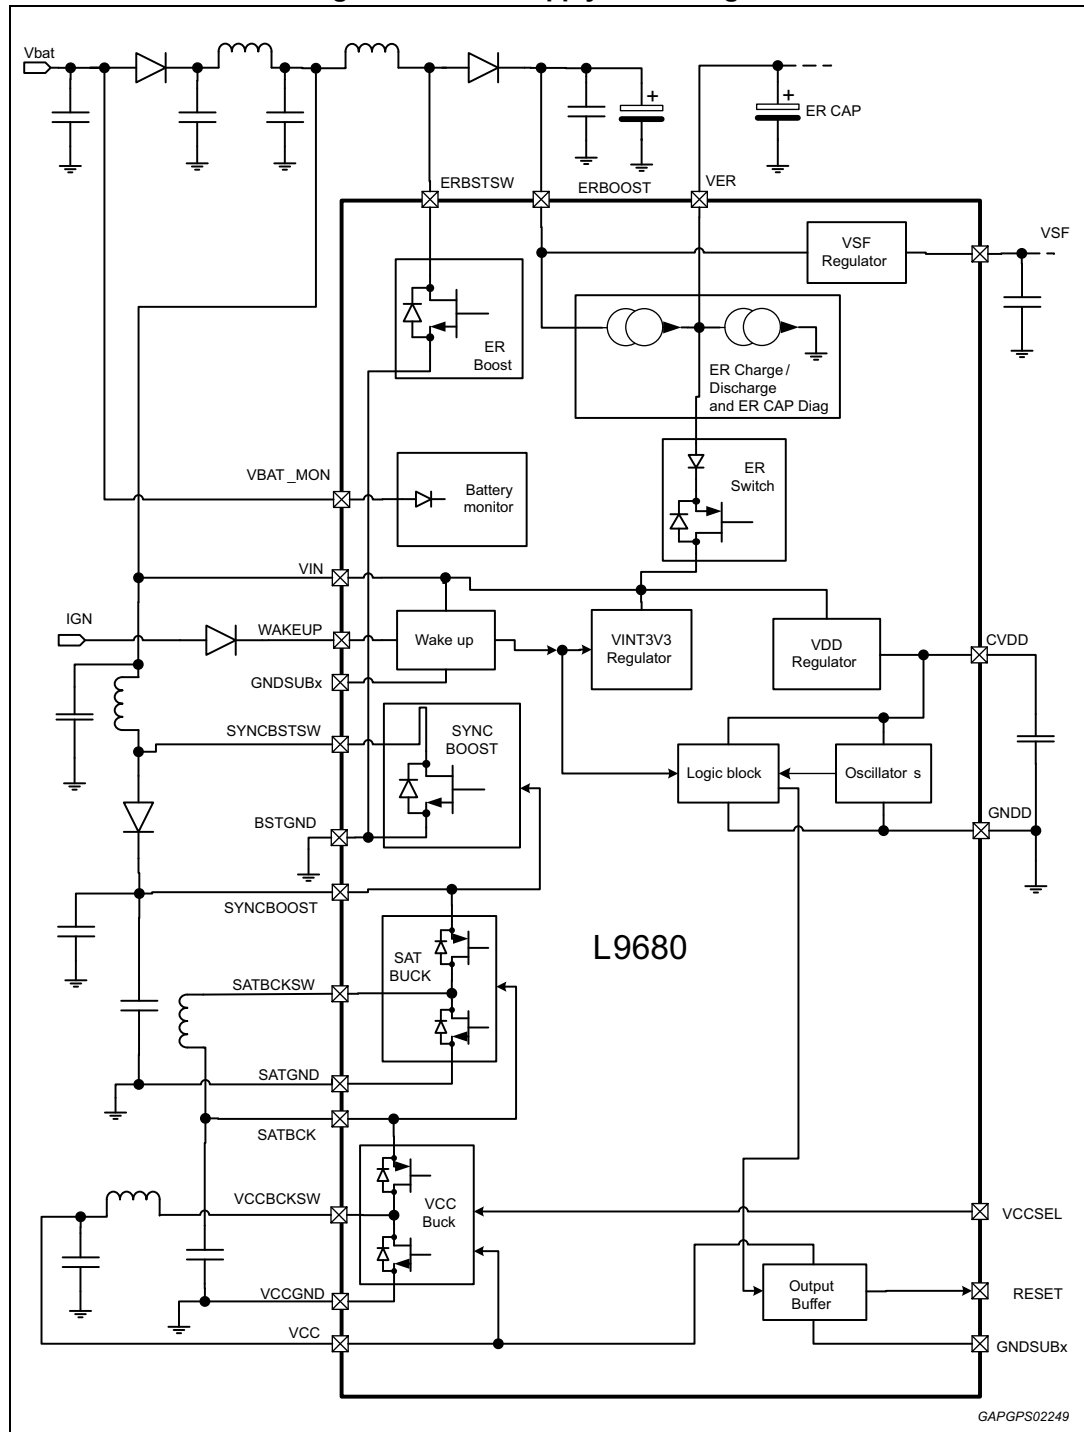 Vbat
+
+
ER CAP
ERBSTSW
ERBOOST
VER
VSF
VSF
Regulator
ER
Boost
ER Charge /
Discharge
and ER CAP Diag
VBAT_MON
Battery
monitor
ER
Switch
VIN
IGN
WAKEUP
Wake up
VINT3V3
Regulator
VDD
Regulator
CVDD
GNDSUBx
SYNCBSTSW
SYNC
BOOST
Logic block
Oscillator s
BSTGND
GNDD
SYNCBOOST
L9680
SAT
BUCK
SATBCKSW
SATGND
SATBCK
VCCBCKSW
VCC
Buck
VCCSEL
VCCGND
Output
Buffer
RESET
VCC
GNDSUBx
GAPGPS02249